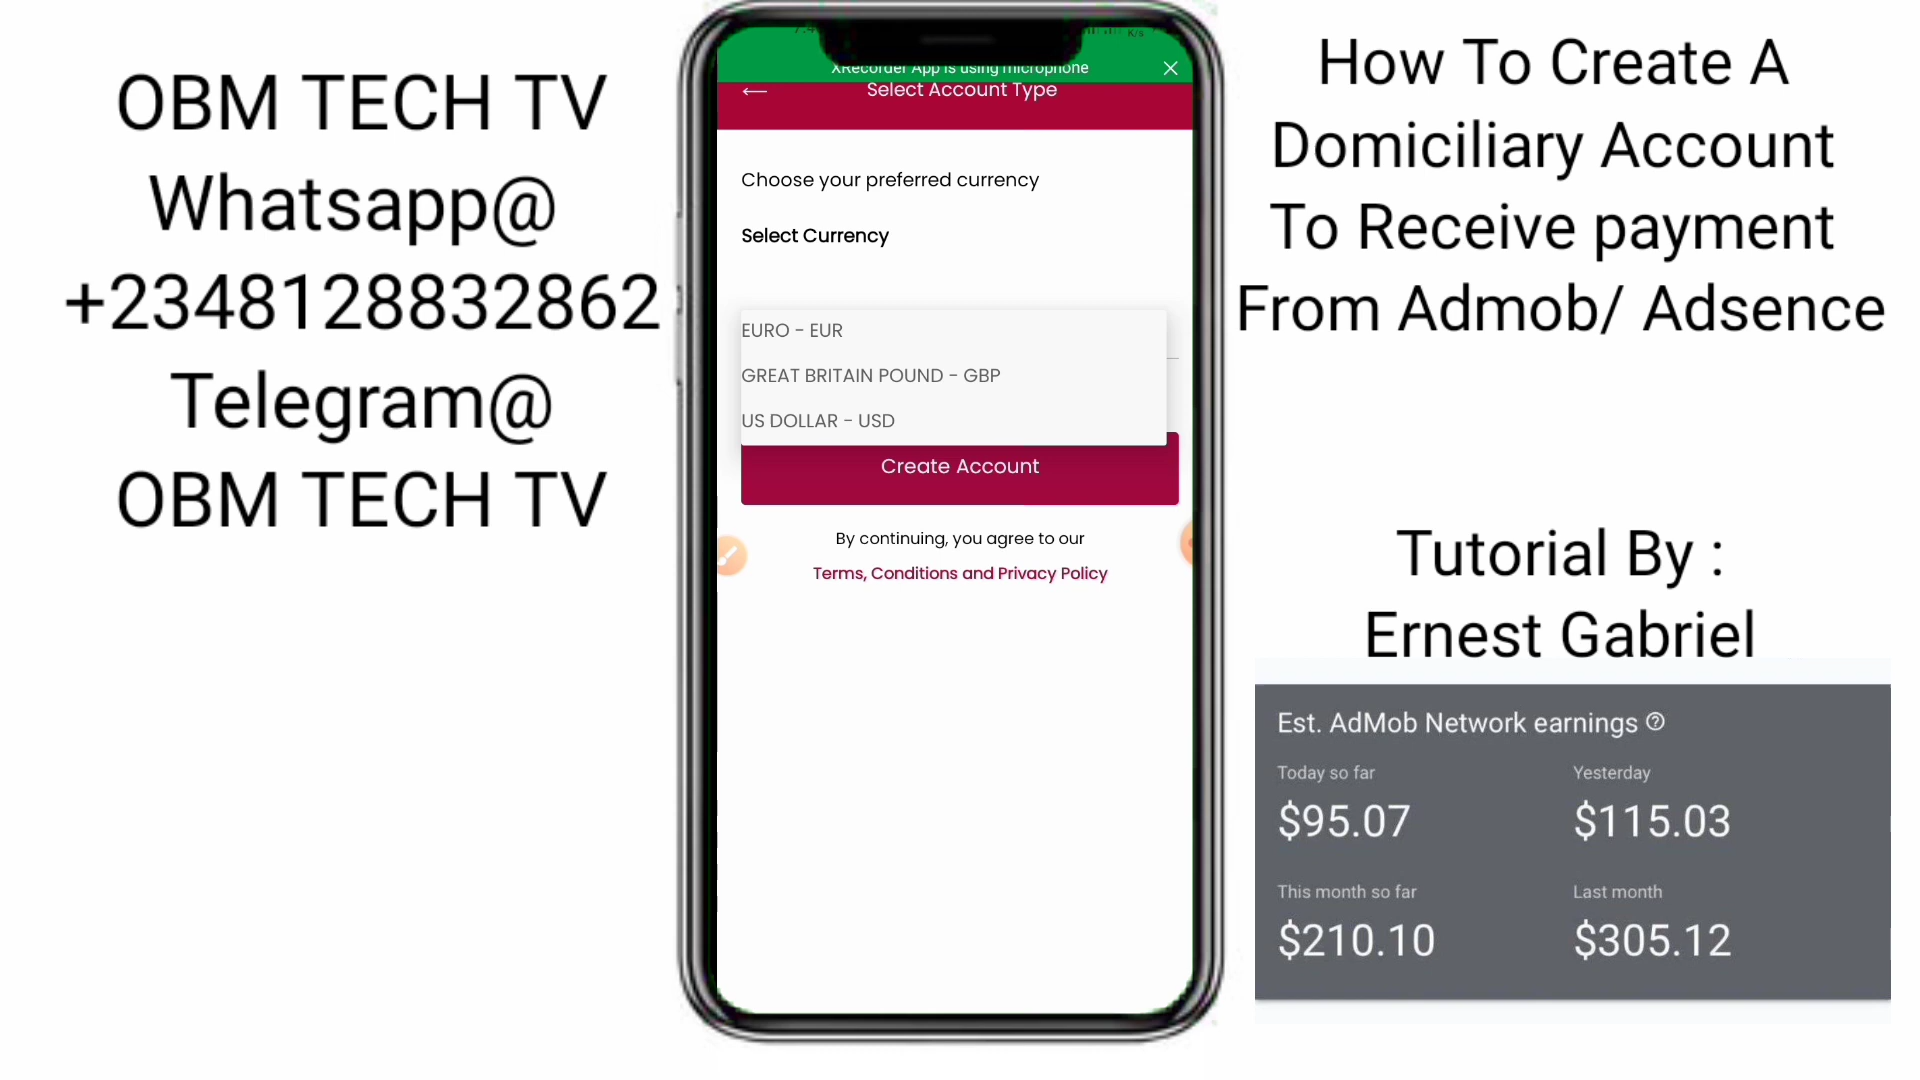 OBM TECH TV
Whatsapp@
+2348128832862
Telegram@
OBM TECH TV
XRecorder App is using microphone
Select Account Type
Choose your preferred currency
Select Currency
EURO - EUR
GREAT BRITAIN POUND - GBP
US DOLLAR - USD
Create Account
By continuing, you agree to our
Terms, Conditions and Privacy Policy
How To Create A
Domiciliary Account
To Receive payment
From Admob/ Adsence
Tutorial By :
Ernest Gabriel
Est. AdMob Network earnings
Today so far
Yesterday
$95.07
$115.03
This month so far
Last month
$210.10
$305.12